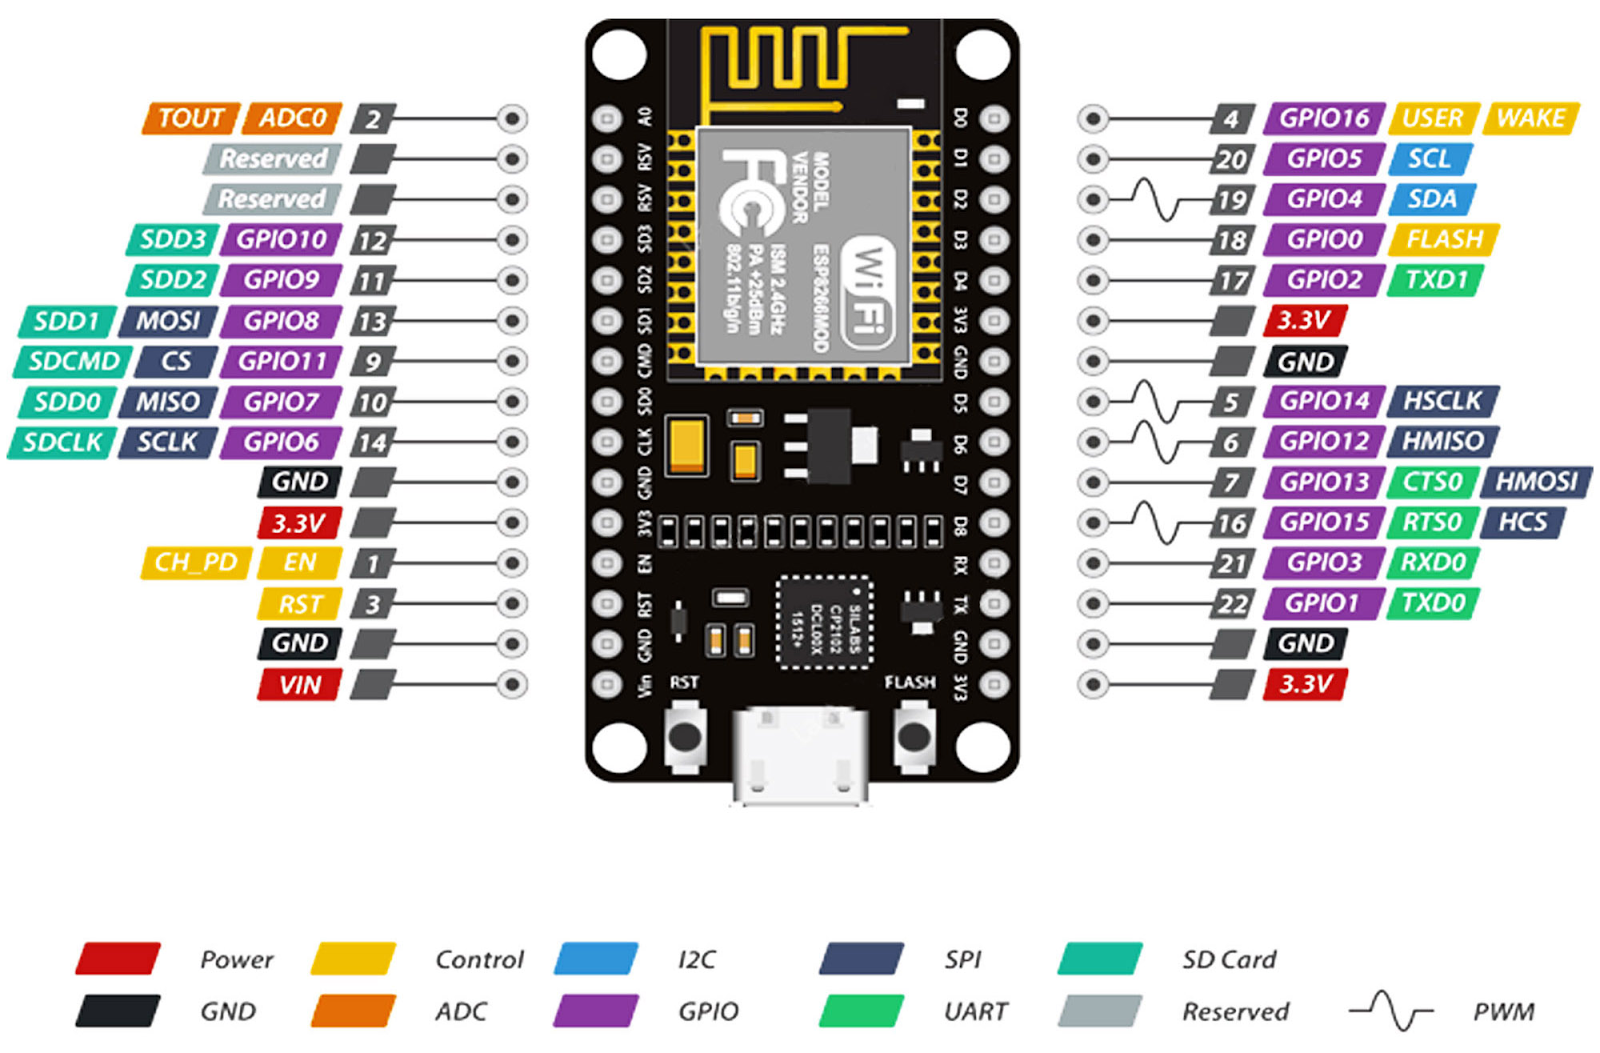 TOUT ADC0 2
Reserved
Reserved
SDD3 GPIO10 12
SDD2 GPIO9 11
SDD1 MOSI GPIO8 13
SDCMD CS GPIO11 9
SDD0 MISO GPIO7 10
SDCLK SCLK GPIO6 14
GND
3.3V
CH_PD EN 1
RST 3
GND
VIN
A0
RSV
RSV
SD3
SD2
SD1
CMD
SD0
CLK
GND
3V3
EN
RST
GND
Vin
MODEL
VENDOR
ESP8266MOD
ISM 2.4GHz
PA +25dBm
802.11b/g/n
FC
WiFi
SILABS
CP2102
DCL00X
1512+
RST
FLASH
D0
D1
D2
D3
D4
3V3
GND
D5
D6
D7
D8
RX
TX
GND
3V3
4 GPIO16 USER WAKE
20 GPIO5 SCL
19 GPIO4 SDA
18 GPIO0 FLASH
17 GPIO2 TXD1
3.3V
GND
5 GPIO14 HSCLK
6 GPIO12 HMISO
7 GPIO13 CTS0 HMOSI
16 GPIO15 RTS0 HCS
21 GPIO3 RXD0
22 GPIO1 TXD0
GND
3.3V
Power Control I2C SPI SD Card
GND ADC GPIO UART Reserved PWM